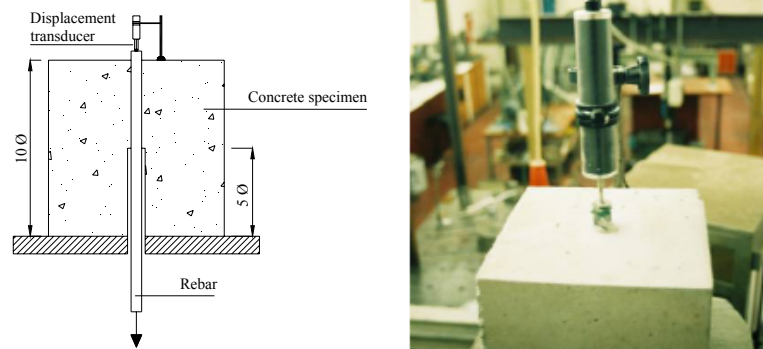 Displacement
transducer
Concrete specimen
10 Ø
5 Ø
Rebar